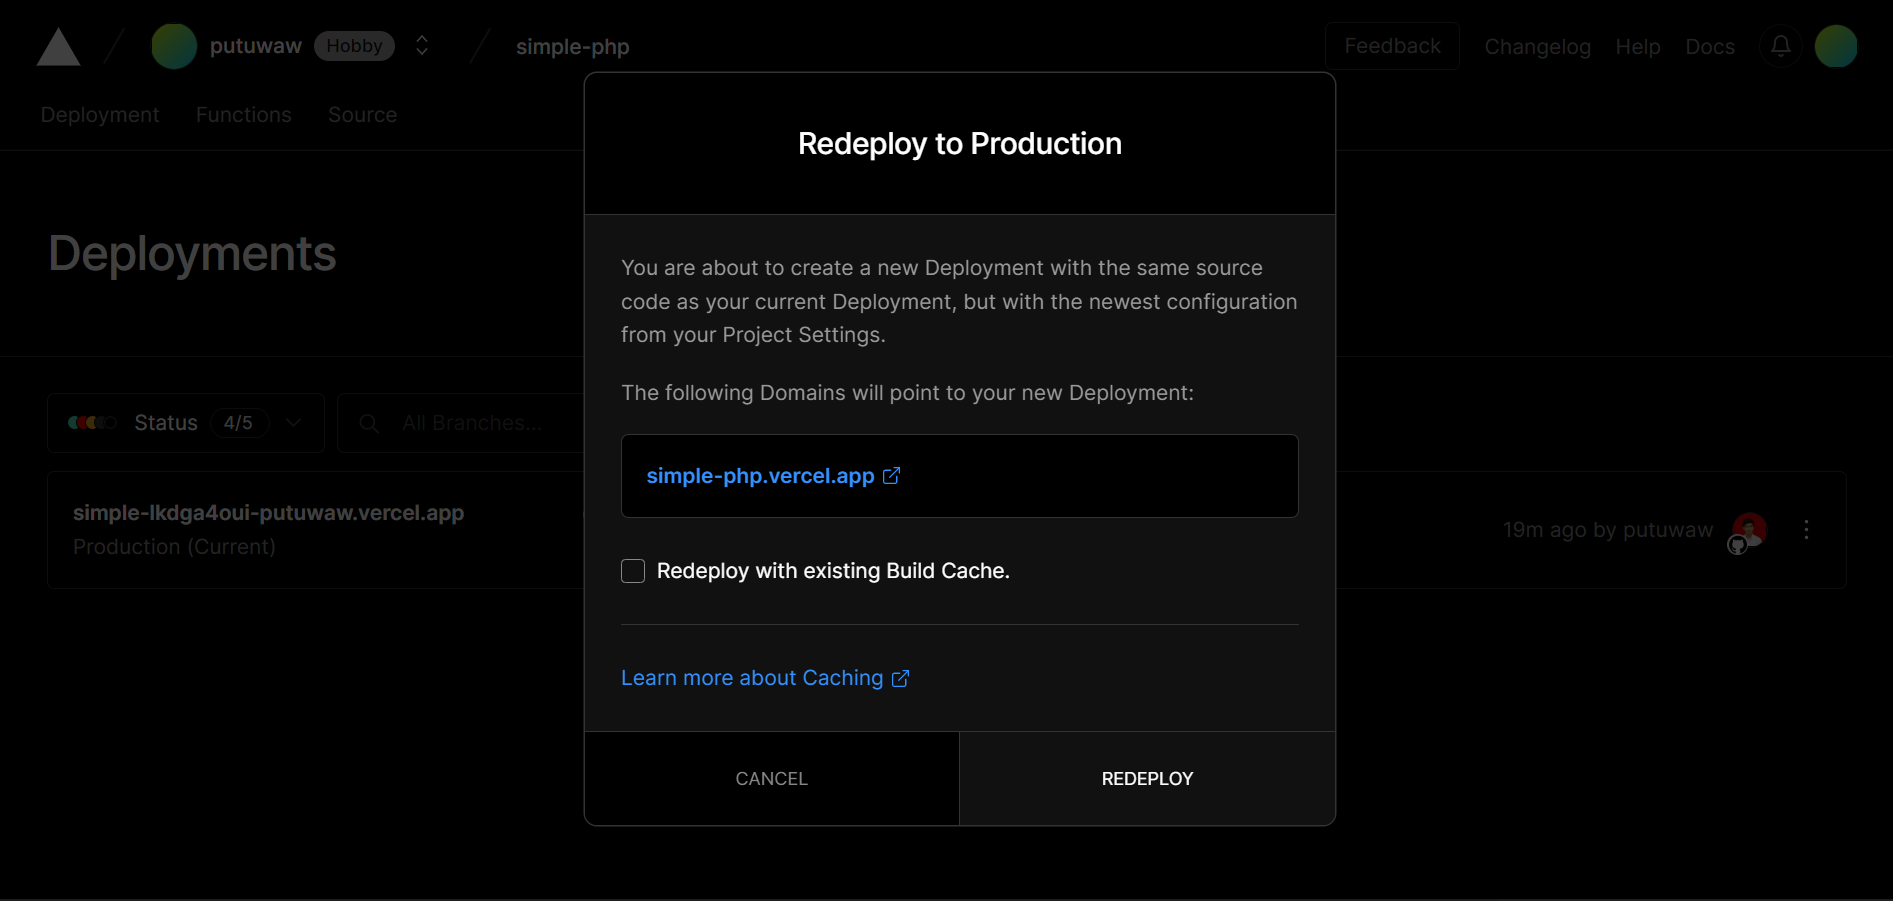 putuwaw Hobby simple-php Feedback Changelog Help Docs
Deployment Functions Source
Redeploy to Production
Deployments
You are about to create a new Deployment with the same source
code as your current Deployment, but with the newest configuration
from your Project Settings.
The following Domains will point to your new Deployment:
Status 4/5 All Branches...
simple-php.vercel.app
simple-lkdga4oui-putuwaw.vercel.app
Production (Current)
19m ago by putuwaw
Redeploy with existing Build Cache.
Learn more about Caching
CANCEL REDEPLOY